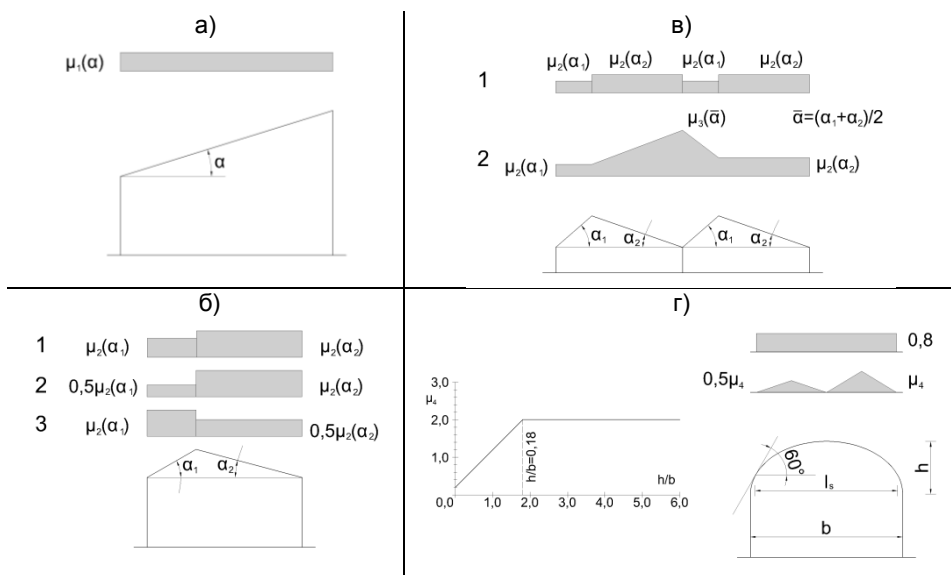 а)
μ₁(α)
α
в)
μ₂(α₁) μ₂(α₂) μ₂(α₁) μ₂(α₂)
1
μ₃(α̅) α̅=(α₁+α₂)/2
2
μ₂(α₁) μ₂(α₂)
α₁ α₂ α₁ α₂
б)
1 μ₂(α₁) μ₂(α₂)
2 0,5μ₂(α₁) μ₂(α₂)
3 μ₂(α₁) 0,5μ₂(α₂)
α₁ α₂
г)
0,8
0,5μ₄ μ₄
3,0
μ₄
2,0
1,0
h/b=0,18
h/b
0,0 1,0 2,0 3,0 4,0 5,0 6,0
60°
lₛ
h
b